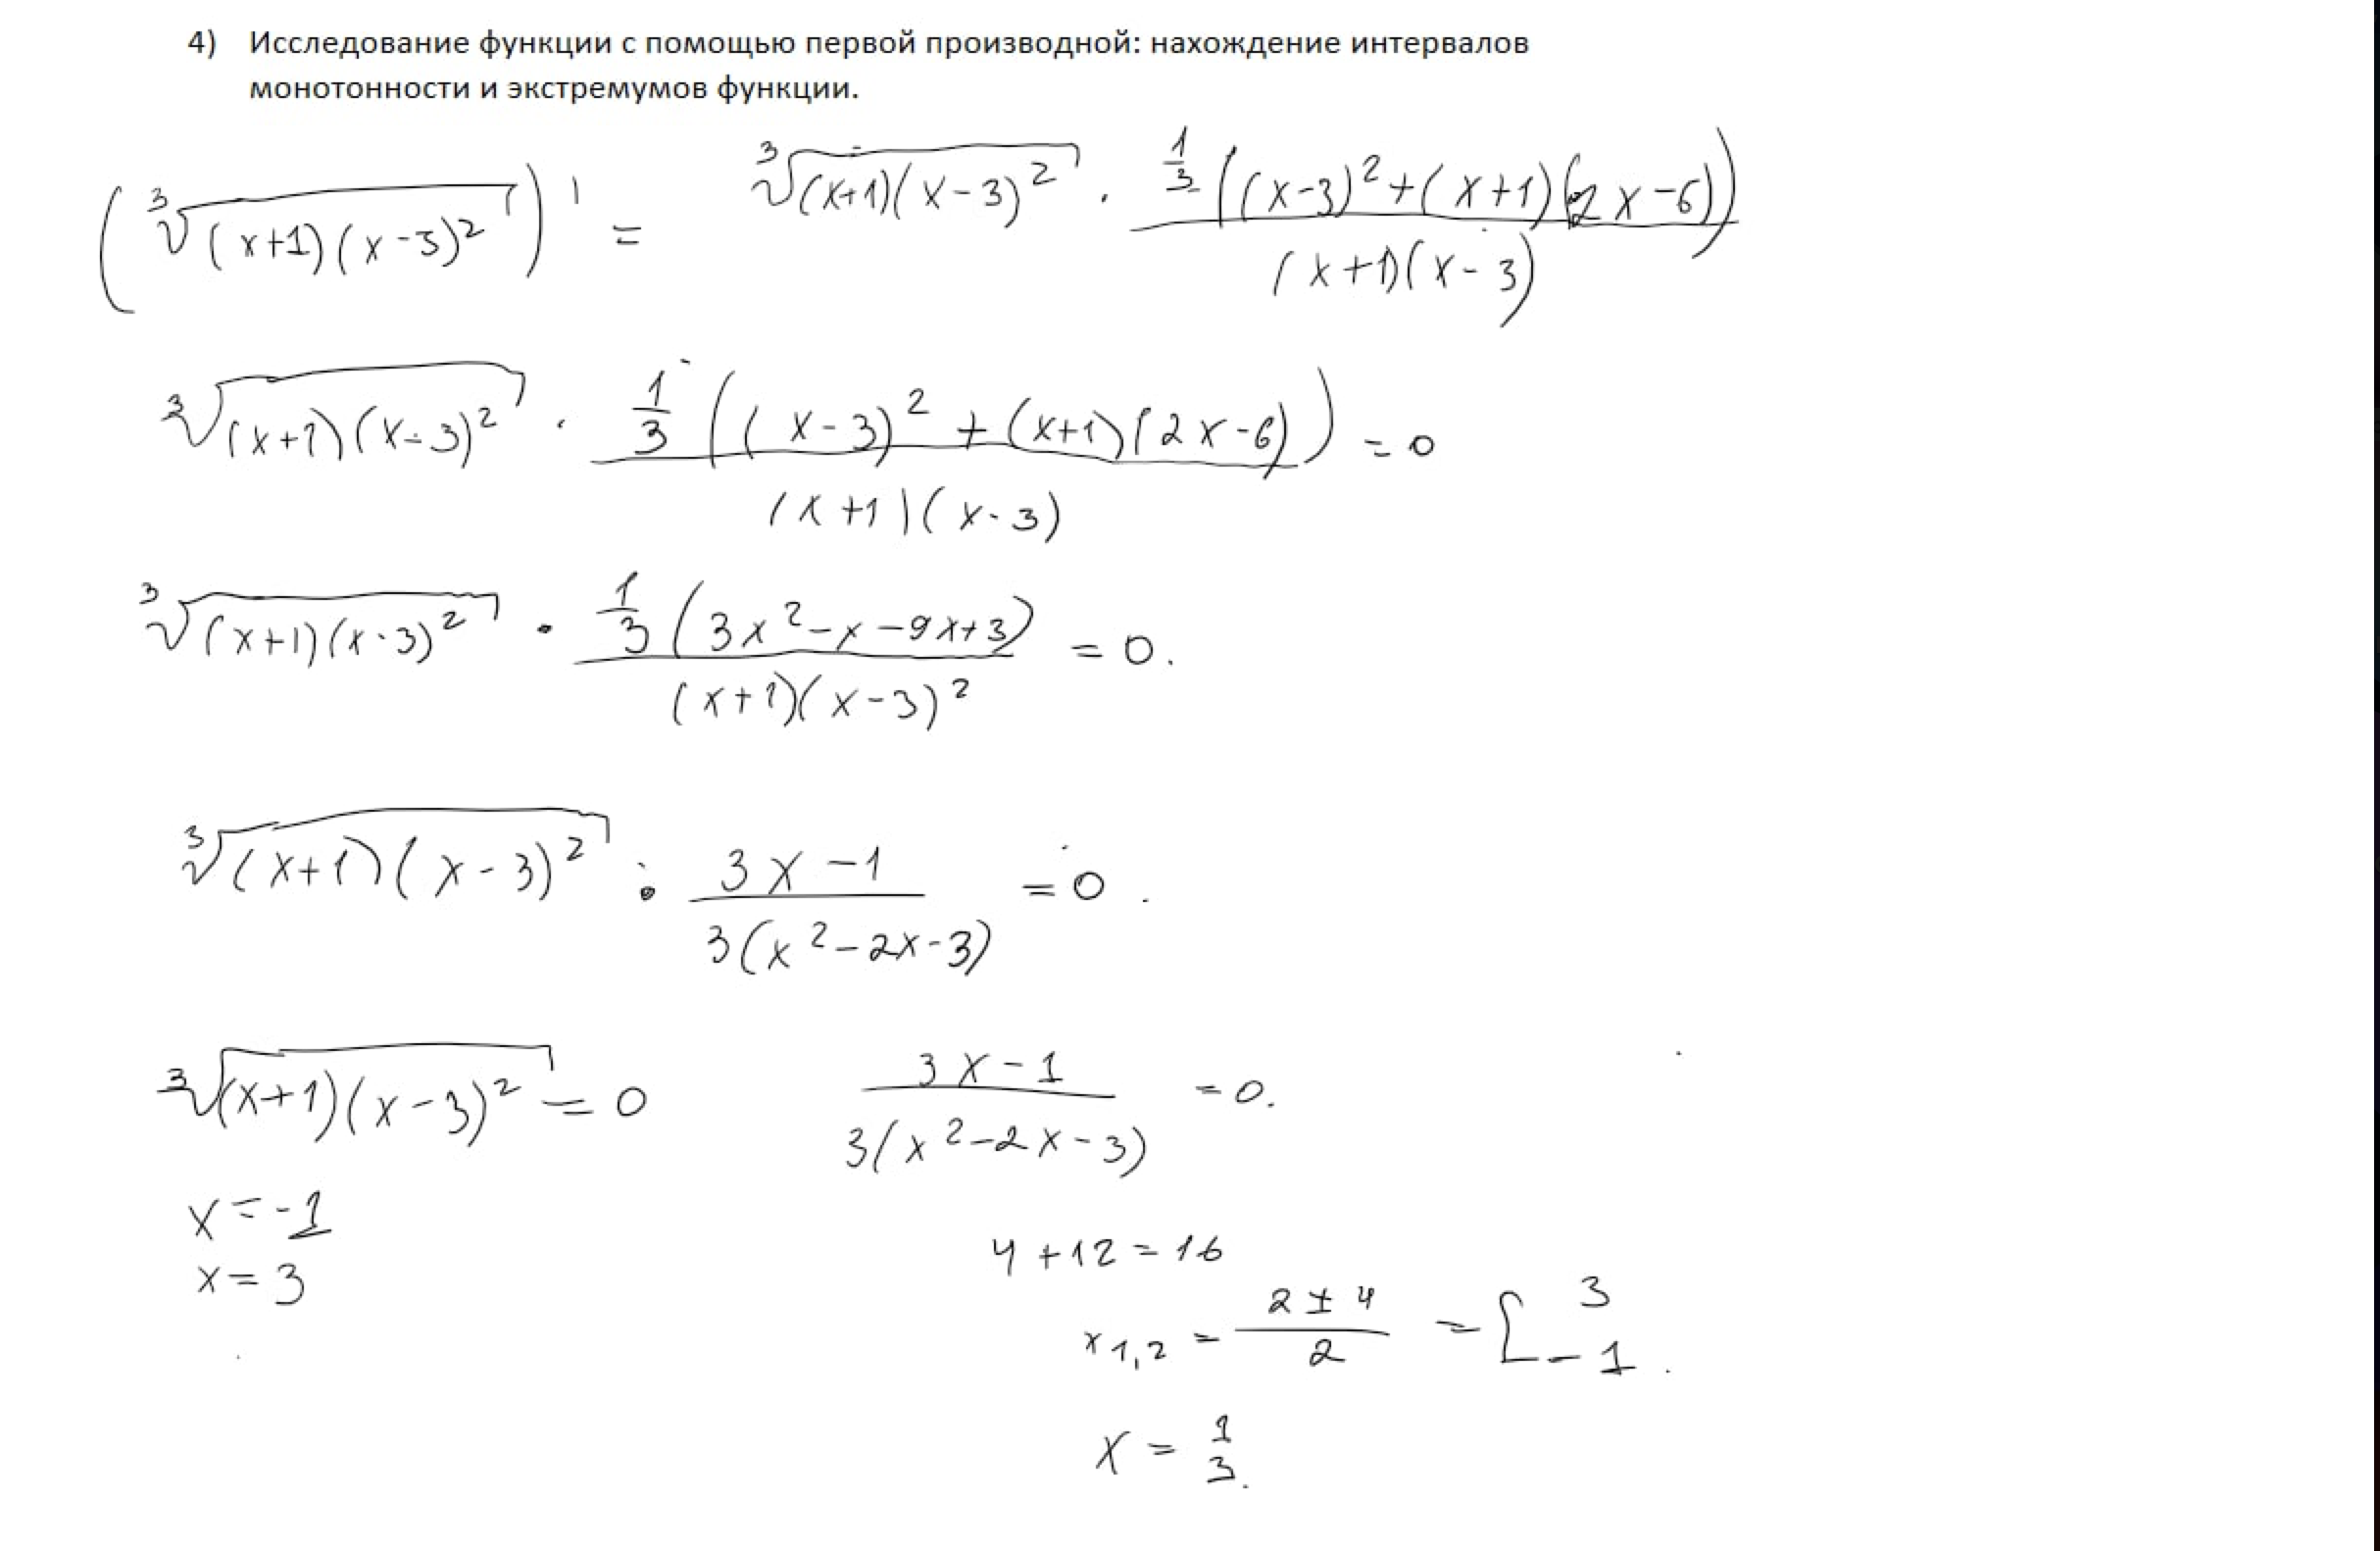 4) Исследование функции с помощью первой производной: нахождение интервалов
монотонности и экстремумов функции.
(∛((x+1)(x-3)²))' = ∛((x+1)(x-3)²) · (1/3((x-3)²+(x+1)(2x-6)))/((x+1)(x-3))
∛((x+1)(x-3)²) · (1/3((x-3)²+(x+1)(2x-6)))/((x+1)(x-3)) = 0
∛((x+1)(x-3)²) · (1/3(3x²-x-9x+3))/((x+1)(x-3)²) = 0.
∛((x+1)(x-3)²) · (3x-1)/(3(x²-2x-3)) = 0.
∛((x+1)(x-3)²) = 0
x=-1
x=3
(3x-1)/(3(x²-2x-3)) = 0.
4+12=16
x1,2 = (2±4)/2 = [3 -1.
x = 1/3.